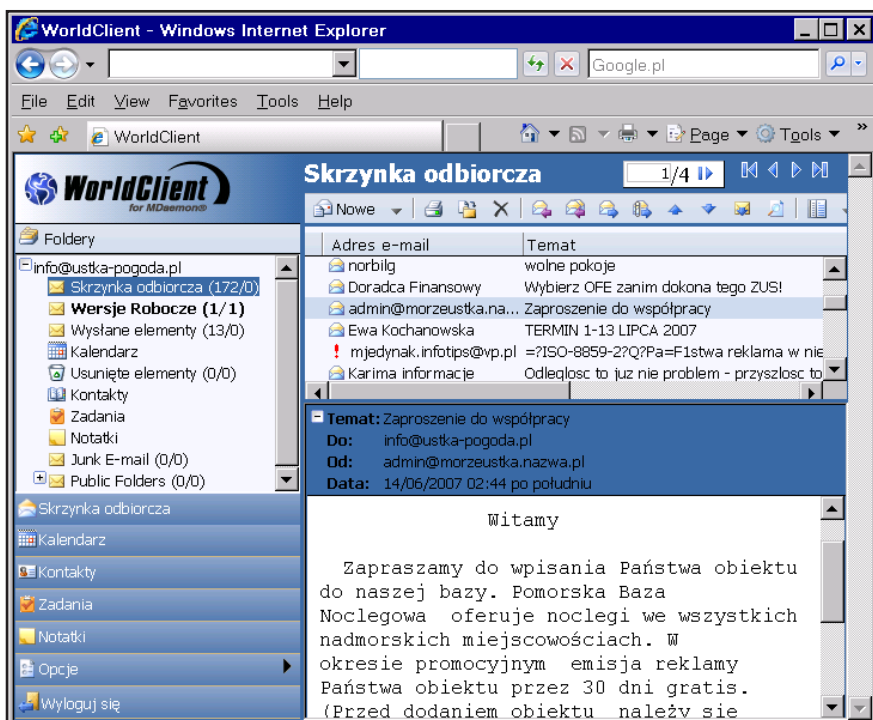 WorldClient - Windows Internet Explorer
Google.pl
File Edit View Favorites Tools Help
WorldClient
Page Tools »
WorldClient
for MDaemon®
Skrzynka odbiorcza 1/4
Nowe
Foldery
Adres e-mail Temat
info@ustka-pogoda.pl
Skrzynka odbiorcza (172/0)
Wersje Robocze (1/1)
Wysłane elementy (13/0)
Kalendarz
Usunięte elementy (0/0)
Kontakty
Zadania
Notatki
Junk E-mail (0/0)
Public Folders (0/0)
norbilg wolne pokoje
Doradca Finansowy Wybierz OFE zanim dokona tego ZUS!
admin@morzeustka.na... Zaproszenie do współpracy
Ewa Kochanowska TERMIN 1-13 LIPCA 2007
mjedynak.infotips@vp.pl =?ISO-8859-2?Q?Pa=F1stwa reklama w nie
Karima informacje Odleglosc to juz nie problem - przyszlosc to
Skrzynka odbiorcza
Kalendarz
Kontakty
Zadania
Notatki
Opcje
Wyloguj się
Temat: Zaproszenie do współpracy
Do: info@ustka-pogoda.pl
Od: admin@morzeustka.nazwa.pl
Data: 14/06/2007 02:44 po południu
Witamy
Zapraszamy do wpisania Państwa obiektu
do naszej bazy. Pomorska Baza
Noclegowa oferuje noclegi we wszystkich
nadmorskich miejscowościach. W
okresie promocyjnym emisja reklamy
Państwa obiektu przez 30 dni gratis.
(Przed dodaniem obiektu należy się